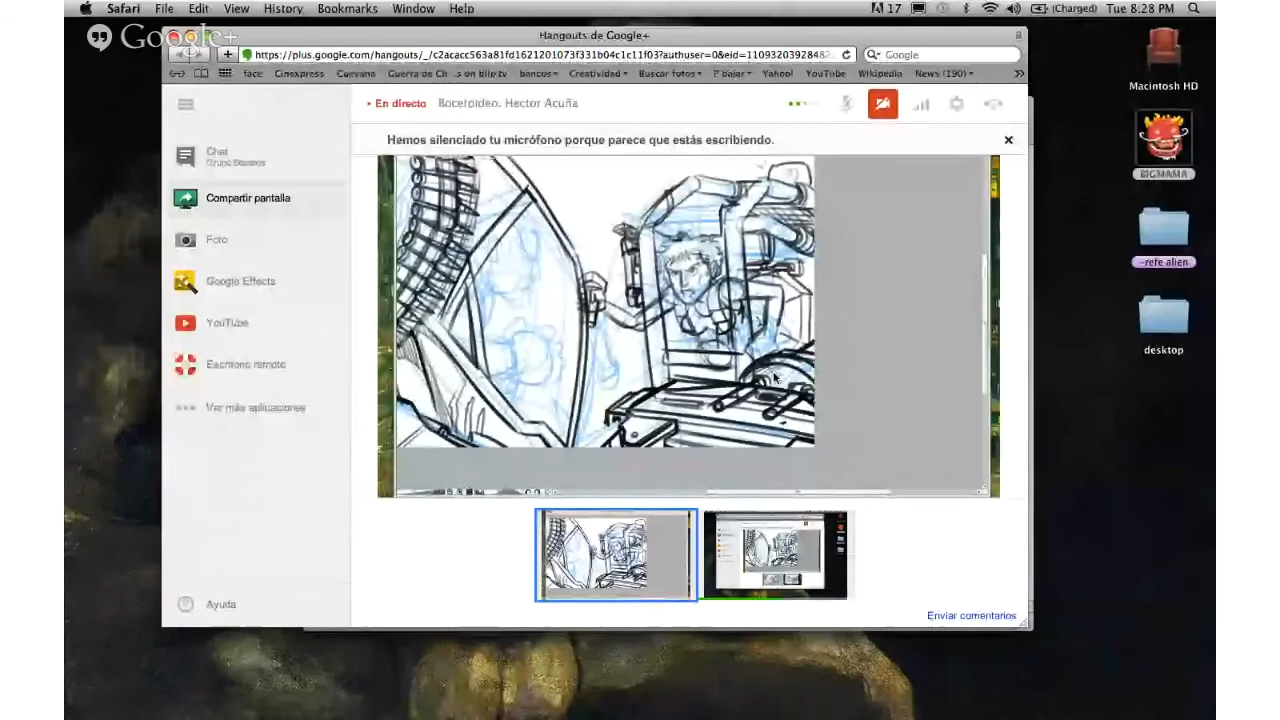 Safari File Edit View History Bookmarks Window Help
17
(Charged) Tue 8:28 PM
Google+
Hangouts de Google+
https://plus.google.com/hangouts/_/c2acacc563a81fd1621201073f331b04c1c11f03?authuser=0&eid=11093203928482
Google
face Cinexpress Cuevana Guerra de Cl...s on blip.tv bancos Creatividad Buscar fotos P bajar Yahoo! YouTube Wikipedia News (190)
En directo
Hector Acuña
Hemos silenciado tu micrófono porque parece que estás escribiendo.
Chat
Compartir pantalla
Foto
Google Effects
YouTube
Escritorio remoto
Ver más aplicaciones
Ayuda
Enviar comentarios
Macintosh HD
BIGMAMA
~refe alien
desktop